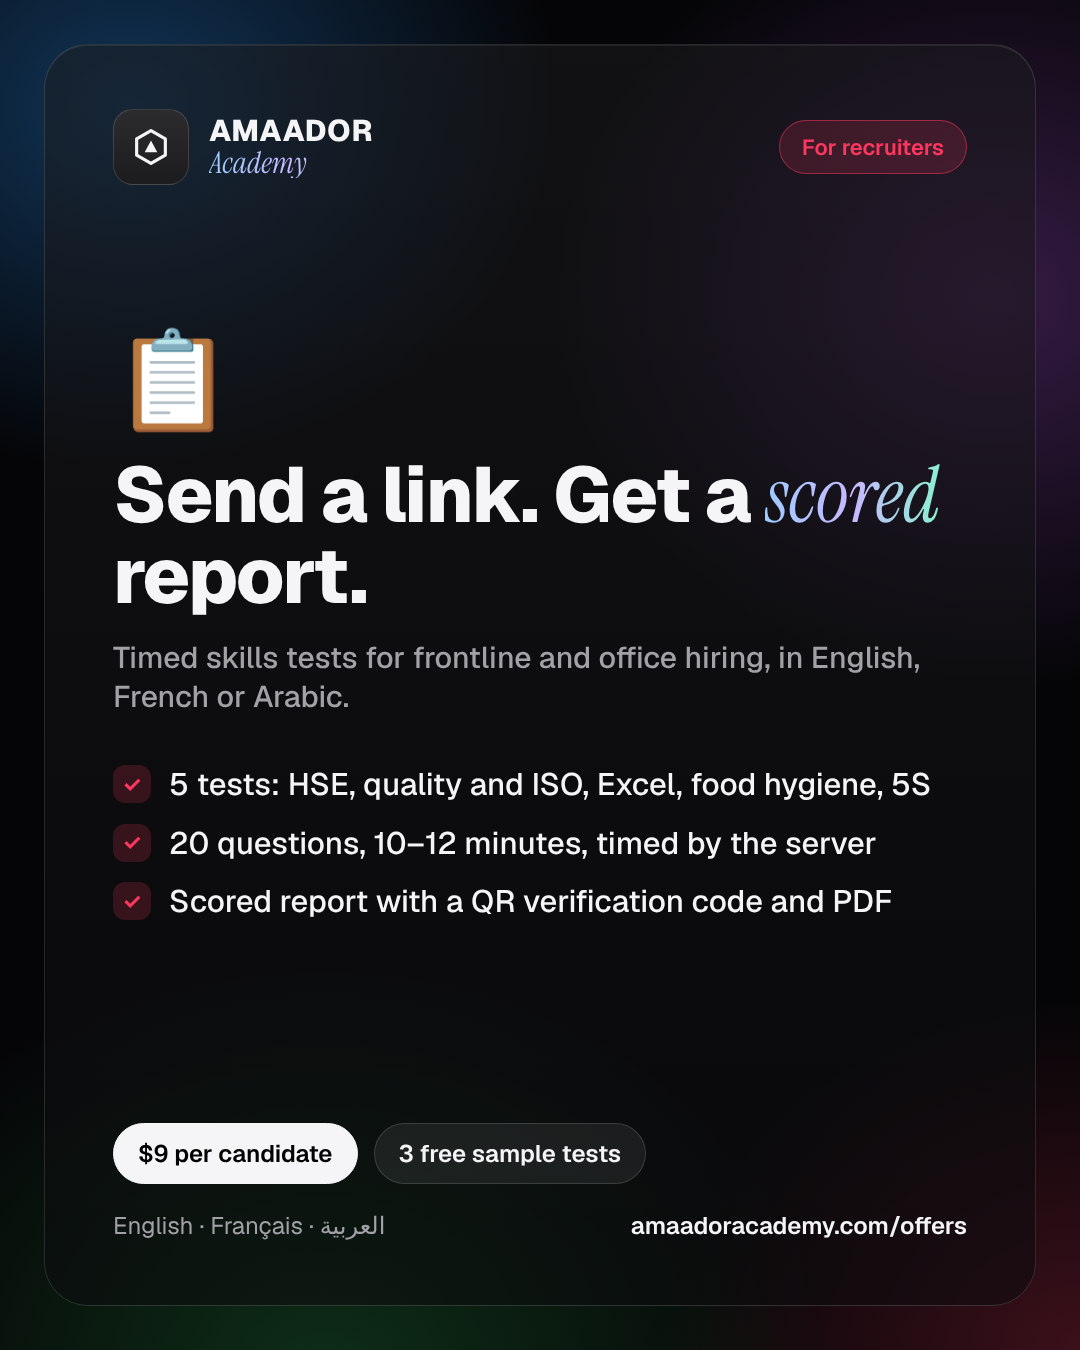 AMAADOR
Academy
For recruiters
Send a link. Get a scored
report.
Timed skills tests for frontline and office hiring, in English,
French or Arabic.
5 tests: HSE, quality and ISO, Excel, food hygiene, 5S
20 questions, 10–12 minutes, timed by the server
Scored report with a QR verification code and PDF
$9 per candidate
3 free sample tests
English · Français · العربية
amaadoracademy.com/offers